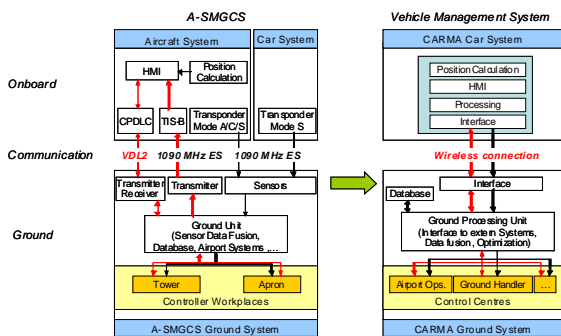 A-SMGCS
Vehicle Management System
Aircraft System
Car System
CARMA Car System
Onboard
HMI
Position
Calculation
CPDLC
TIS-B
Transponder
Mode A/C/S
Transponder
Mode S
Position Calculation
HMI
Processing
Interface
Communication
VDL2
1090 MHz ES
1090 MHz ES
Wireless connection
Ground
Transmitter
Receiver
Transmitter
Sensors
Ground Unit
(Sensor Data Fusion,
Database, Airport Systems ,...
Tower
Apron
Controller Workplaces
A-SMGCS Ground System
Database
Interface
Ground Processing Unit
(Interface to extern Systems,
Data fusion , Optimization)
Airport Ops.
Ground Handler
...
Control Centres
CARMA Ground System